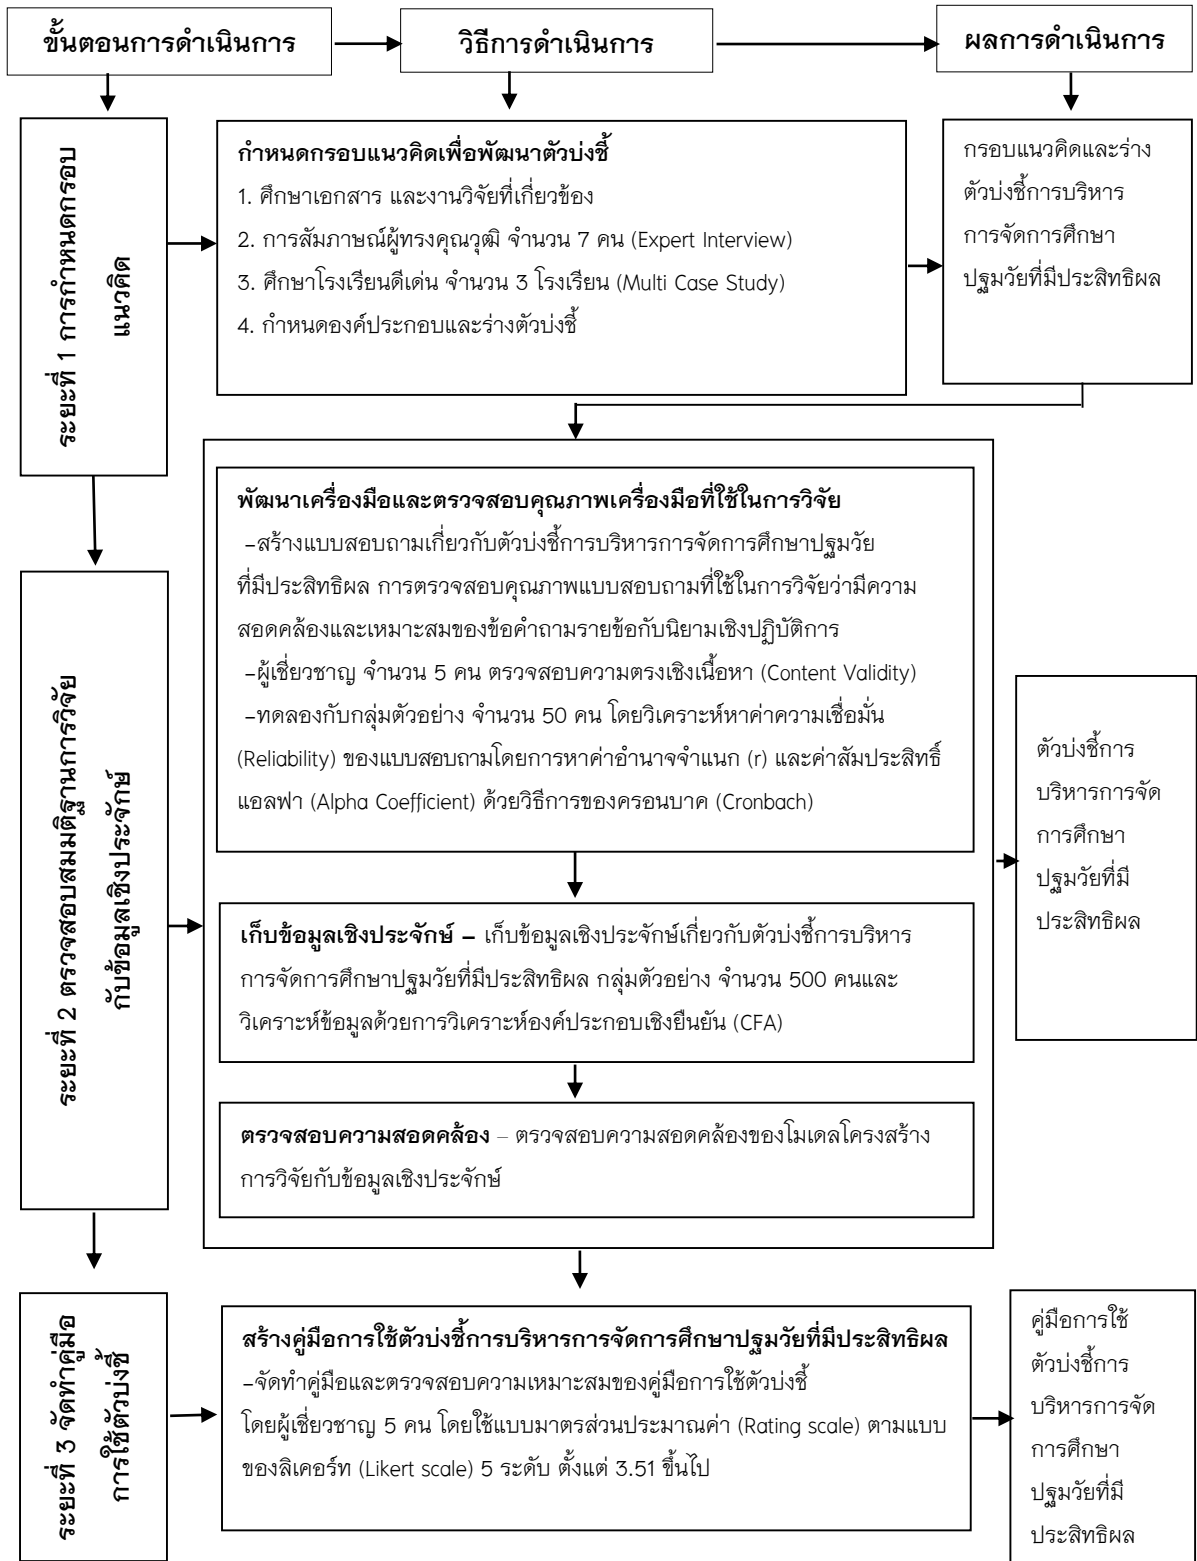 ขั้นตอนการดำเนินการ
วิธีการดำเนินการ
ผลการดำเนินการ
ระยะที่ 1 การกำหนดกรอบ
แนวคิด
กำหนดกรอบแนวคิดเพื่อพัฒนาตัวบ่งชี้
1. ศึกษาเอกสาร และงานวิจัยที่เกี่ยวข้อง
2. การสัมภาษณ์ผู้ทรงคุณวุฒิ จำนวน 7 คน (Expert Interview)
3. ศึกษาโรงเรียนดีเด่น จำนวน 3 โรงเรียน (Multi Case Study)
4. กำหนดองค์ประกอบและร่างตัวบ่งชี้
กรอบแนวคิดและร่าง
ตัวบ่งชี้การบริหาร
การจัดการศึกษา
ปฐมวัยที่มีประสิทธิผล
ระยะที่ 2 ตรวจสอบสมมติฐานการวิจัย
กับข้อมูลเชิงประจักษ์
พัฒนาเครื่องมือและตรวจสอบคุณภาพเครื่องมือที่ใช้ในการวิจัย
–สร้างแบบสอบถามเกี่ยวกับตัวบ่งชี้การบริหารการจัดการศึกษาปฐมวัย
ที่มีประสิทธิผล การตรวจสอบคุณภาพแบบสอบถามที่ใช้ในการวิจัยว่ามีความ
สอดคล้องและเหมาะสมของข้อคำถามรายข้อกับนิยามเชิงปฏิบัติการ
–ผู้เชี่ยวชาญ จำนวน 5 คน ตรวจสอบความตรงเชิงเนื้อหา (Content Validity)
–ทดลองกับกลุ่มตัวอย่าง จำนวน 50 คน โดยวิเคราะห์หาค่าความเชื่อมั่น
(Reliability) ของแบบสอบถามโดยการหาค่าอำนาจจำแนก (r) และค่าสัมประสิทธิ์
แอลฟา (Alpha Coefficient) ด้วยวิธีการของครอนบาค (Cronbach)
เก็บข้อมูลเชิงประจักษ์ – เก็บข้อมูลเชิงประจักษ์เกี่ยวกับตัวบ่งชี้การบริหาร
การจัดการศึกษาปฐมวัยที่มีประสิทธิผล กลุ่มตัวอย่าง จำนวน 500 คนและ
วิเคราะห์ข้อมูลด้วยการวิเคราะห์องค์ประกอบเชิงยืนยัน (CFA)
ตรวจสอบความสอดคล้อง – ตรวจสอบความสอดคล้องของโมเดลโครงสร้าง
การวิจัยกับข้อมูลเชิงประจักษ์
ตัวบ่งชี้การ
บริหารการจัด
การศึกษา
ปฐมวัยที่มี
ประสิทธิผล
ระยะที่ 3 จัดทำคู่มือ
การใช้ตัวบ่งชี้
สร้างคู่มือการใช้ตัวบ่งชี้การบริหารการจัดการศึกษาปฐมวัยที่มีประสิทธิผล
–จัดทำคู่มือและตรวจสอบความเหมาะสมของคู่มือการใช้ตัวบ่งชี้
โดยผู้เชี่ยวชาญ 5 คน โดยใช้แบบมาตรส่วนประมาณค่า (Rating scale) ตามแบบ
ของลิเคอร์ท (Likert scale) 5 ระดับ ตั้งแต่ 3.51 ขึ้นไป
คู่มือการใช้
ตัวบ่งชี้การ
บริหารการจัด
การศึกษา
ปฐมวัยที่มี
ประสิทธิผล